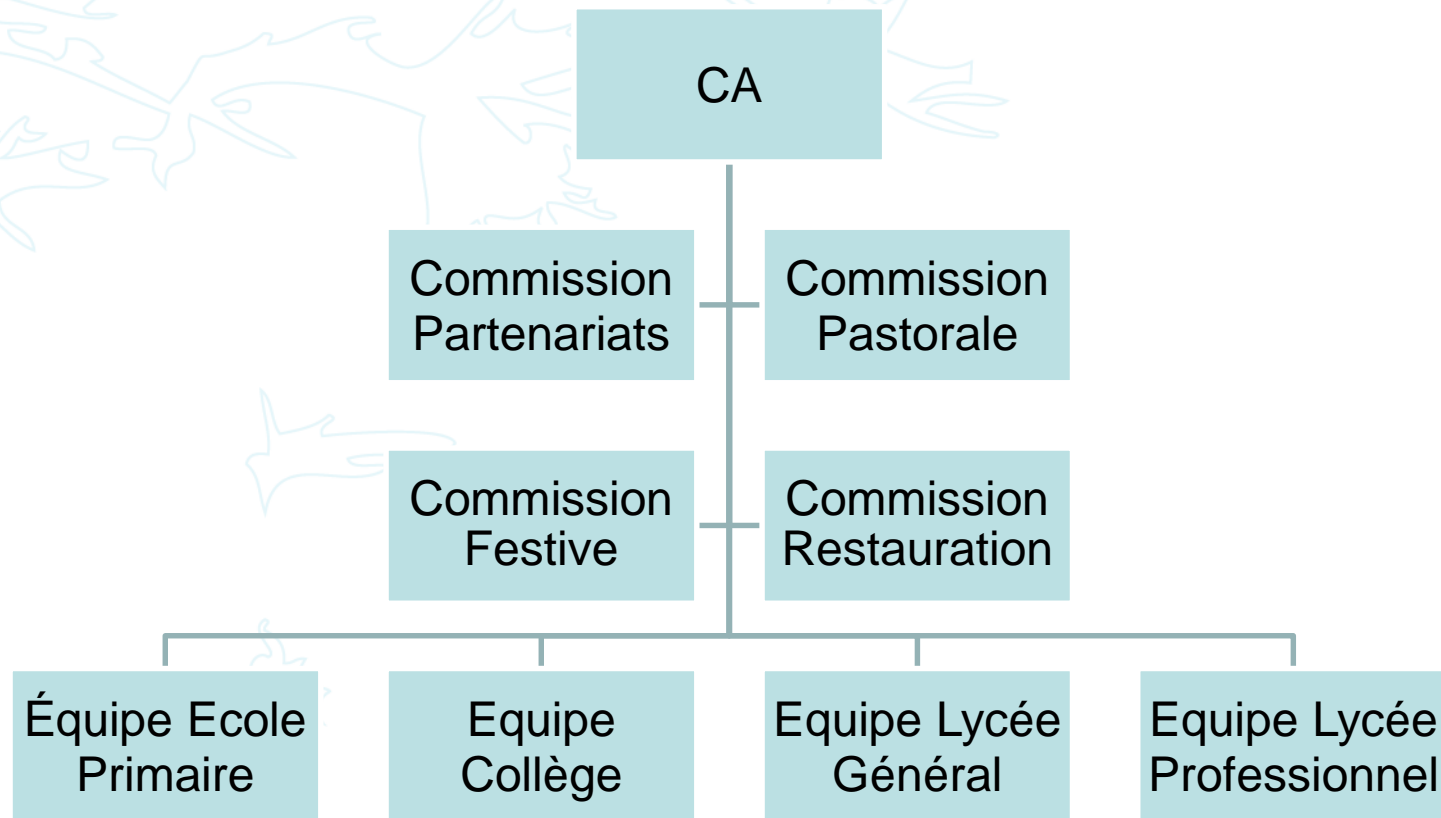 CA
Commission
Partenariats
Commission
Pastorale
Commission
Festive
Commission
Restauration
Équipe Ecole
Primaire
Equipe
Collège
Equipe Lycée
Général
Equipe Lycée
Professionnel